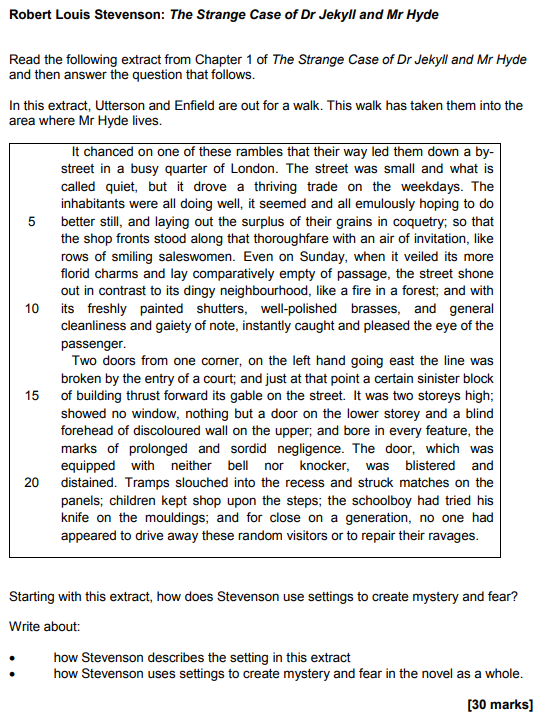 Robert Louis Stevenson: The Strange Case of Dr Jekyll and Mr Hyde
Read the following extract from Chapter 1 of The Strange Case of Dr Jekyll and Mr Hyde
and then answer the question that follows.
In this extract, Utterson and Enfield are out for a walk. This walk has taken them into the
area where Mr Hyde lives.
It chanced on one of these rambles that their way led them down a by-
street in a busy quarter of London. The street was small and what is
called quiet, but it drove a thriving trade on the weekdays. The
inhabitants were all doing well, it seemed and all emulously hoping to do
5 better still, and laying out the surplus of their grains in coquetry; so that
the shop fronts stood along that thoroughfare with an air of invitation, like
rows of smiling saleswomen. Even on Sunday, when it veiled its more
florid charms and lay comparatively empty of passage, the street shone
out in contrast to its dingy neighbourhood, like a fire in a forest; and with
10 its freshly painted shutters, well-polished brasses, and general
cleanliness and gaiety of note, instantly caught and pleased the eye of the
passenger.
Two doors from one corner, on the left hand going east the line was
broken by the entry of a court; and just at that point a certain sinister block
15 of building thrust forward its gable on the street. It was two storeys high;
showed no window, nothing but a door on the lower storey and a blind
forehead of discoloured wall on the upper; and bore in every feature, the
marks of prolonged and sordid negligence. The door, which was
equipped with neither bell nor knocker, was blistered and
20 distained. Tramps slouched into the recess and struck matches on the
panels; children kept shop upon the steps; the schoolboy had tried his
knife on the mouldings; and for close on a generation, no one had
appeared to drive away these random visitors or to repair their ravages.
Starting with this extract, how does Stevenson use settings to create mystery and fear?
Write about:
• how Stevenson describes the setting in this extract
• how Stevenson uses settings to create mystery and fear in the novel as a whole.
[30 marks]